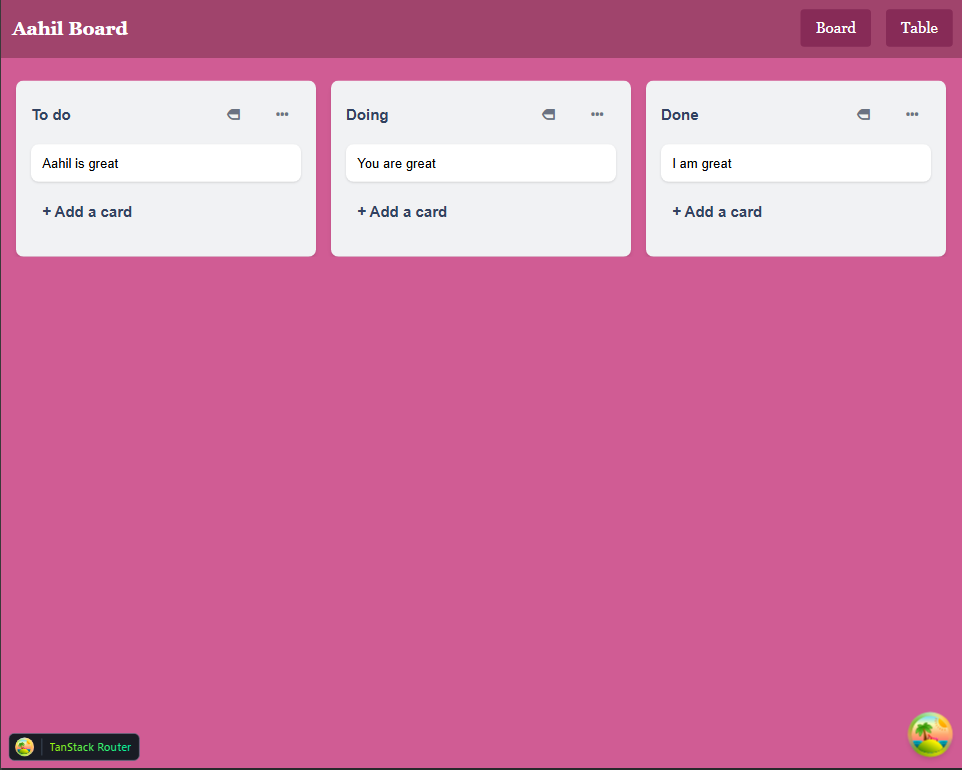 Aahil Board
Board
Table
To do
•••
Aahil is great
+ Add a card
Doing
•••
You are great
+ Add a card
Done
•••
I am great
+ Add a card
TanStack Router